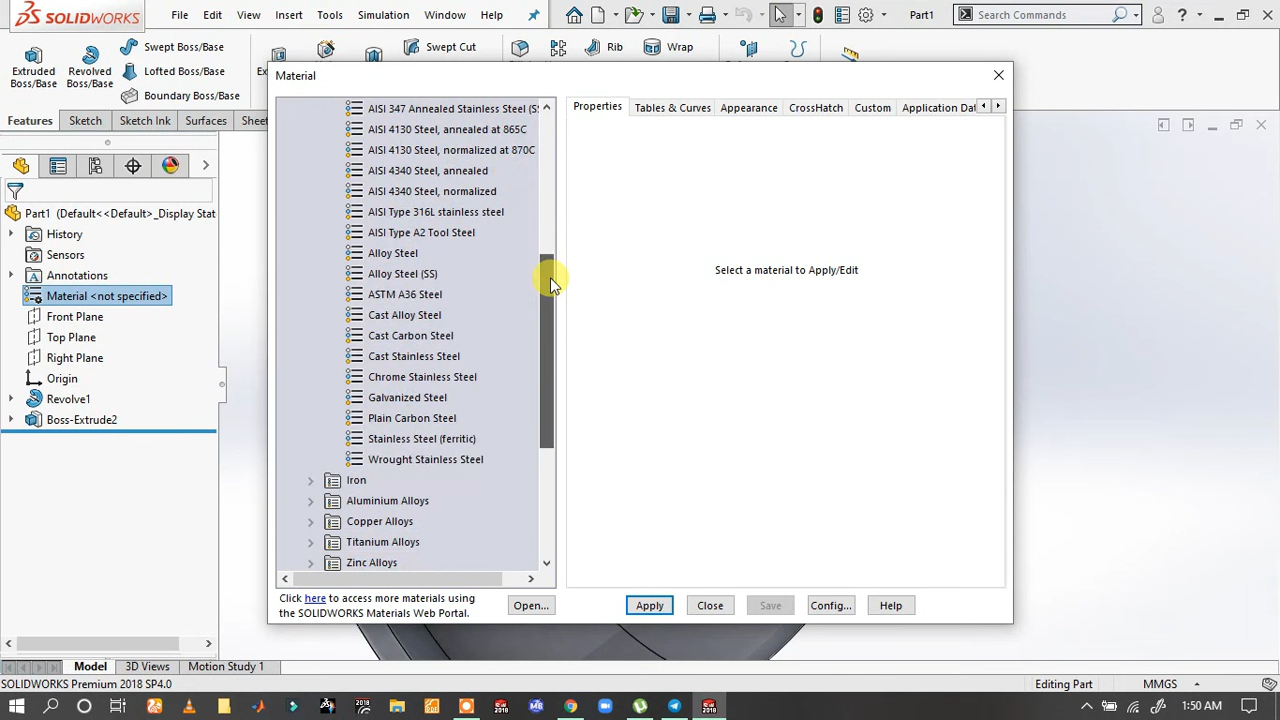 SOLIDWORKS
File Edit View Insert Tools Simulation Window Help
Part1
Search Commands
Extruded Boss/Base
Revolved Boss/Base
Swept Boss/Base
Lofted Boss/Base
Boundary Boss/Base
Swept Cut
Rib
Wrap
Features Sketch Sketch Ink Surfaces Sheet
Part1 (Default<<Default>_Display Stat
History
Sensors
Annotations
Material <not specified>
Front Plane
Top Plane
Right Plane
Origin
Revolve1
Boss-Extrude2
Material
AISI 347 Annealed Stainless Steel (SS
AISI 4130 Steel, annealed at 865C
AISI 4130 Steel, normalized at 870C
AISI 4340 Steel, annealed
AISI 4340 Steel, normalized
AISI Type 316L stainless steel
AISI Type A2 Tool Steel
Alloy Steel
Alloy Steel (SS)
ASTM A36 Steel
Cast Alloy Steel
Cast Carbon Steel
Cast Stainless Steel
Chrome Stainless Steel
Galvanized Steel
Plain Carbon Steel
Stainless Steel (ferritic)
Wrought Stainless Steel
Iron
Aluminium Alloys
Copper Alloys
Titanium Alloys
Zinc Alloys
Properties Tables & Curves Appearance CrossHatch Custom Application Dat
Select a material to Apply/Edit
Click here to access more materials using
the SOLIDWORKS Materials Web Portal.
Open... Apply Close Save Config... Help
Model 3D Views Motion Study 1
SOLIDWORKS Premium 2018 SP4.0
Editing Part MMGS
1:50 AM